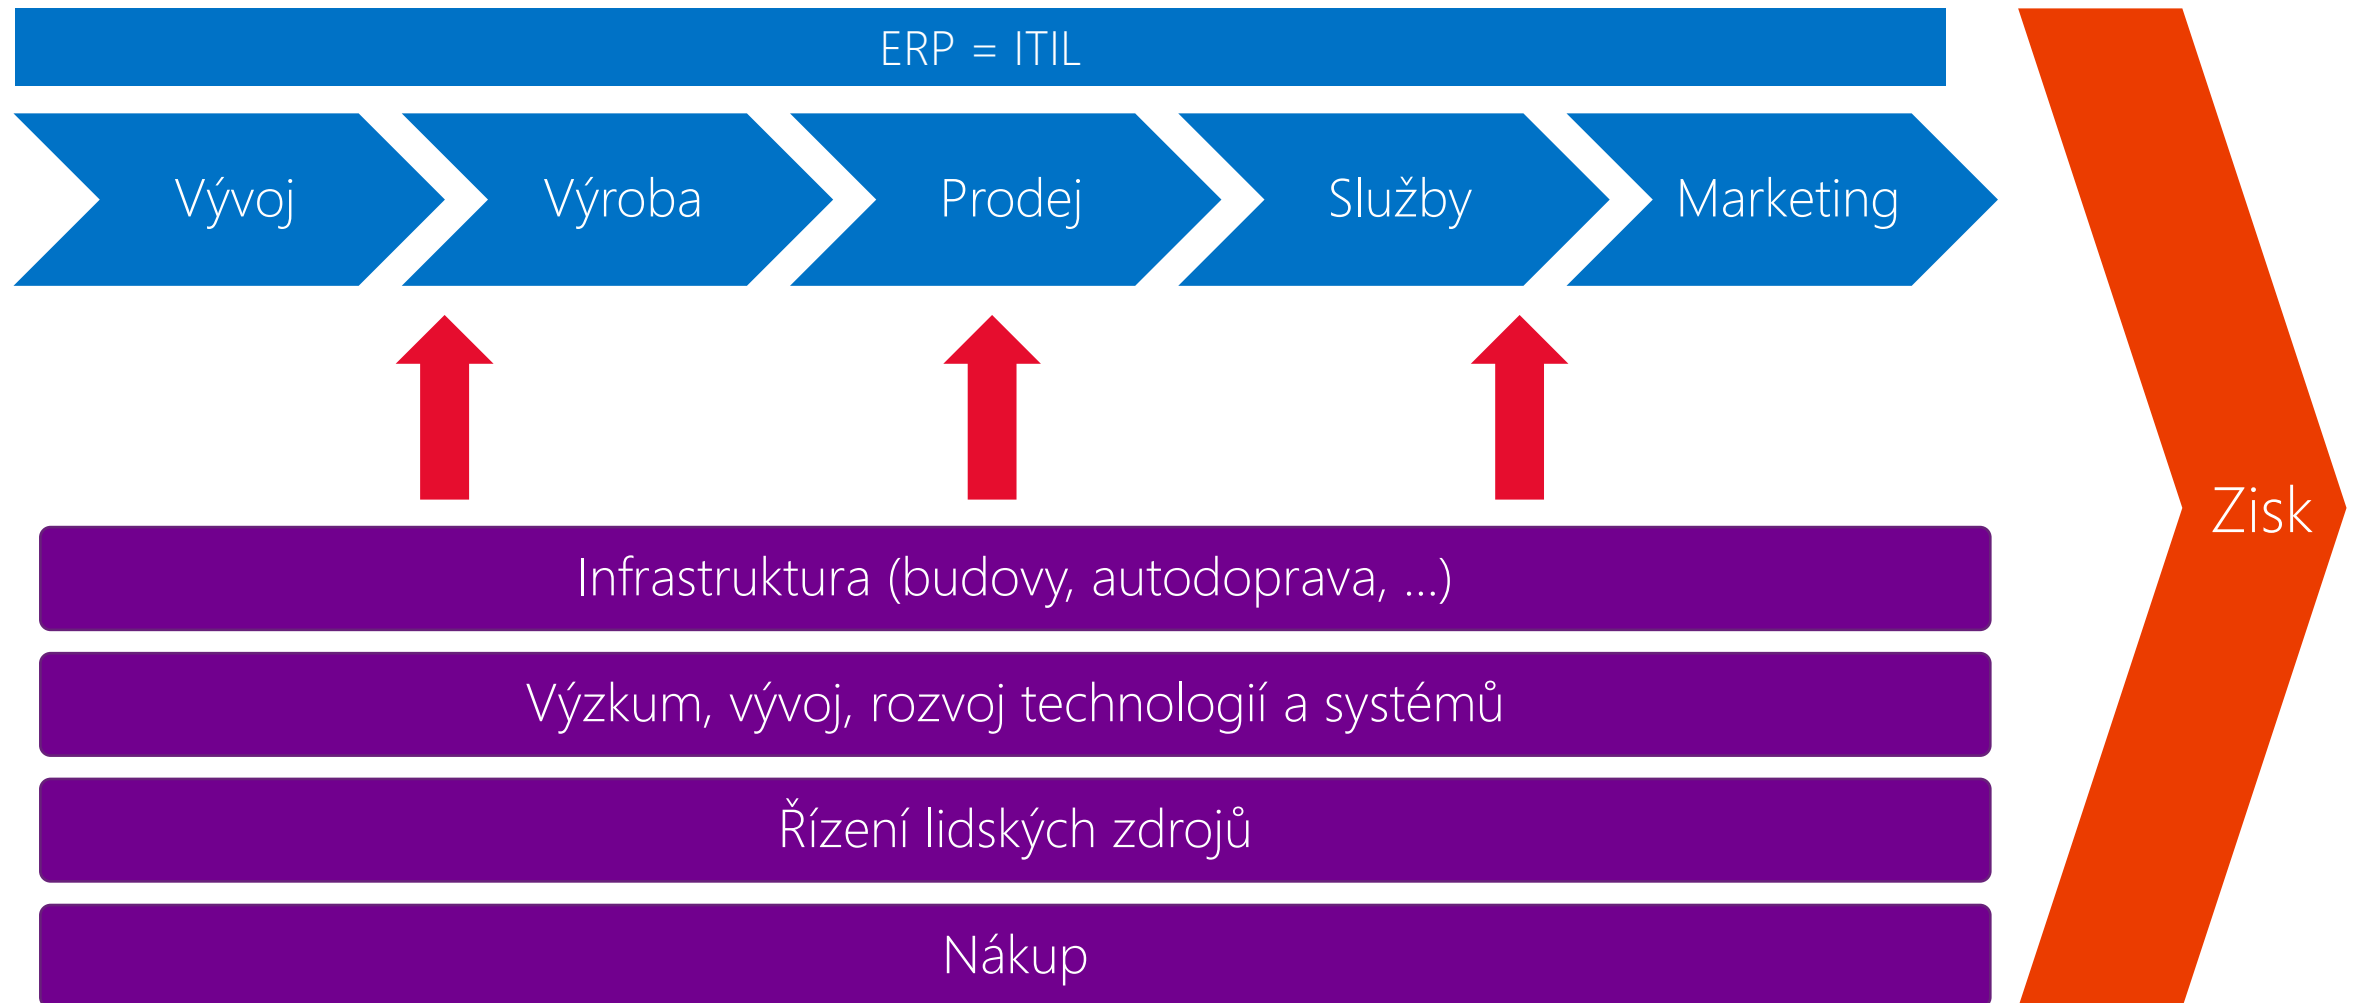 ERP = ITIL
Vývoj
Výroba
Prodej
Služby
Marketing
Zisk
Infrastruktura (budovy, autodoprava, …)
Výzkum, vývoj, rozvoj technologií a systémů
Řízení lidských zdrojů
Nákup